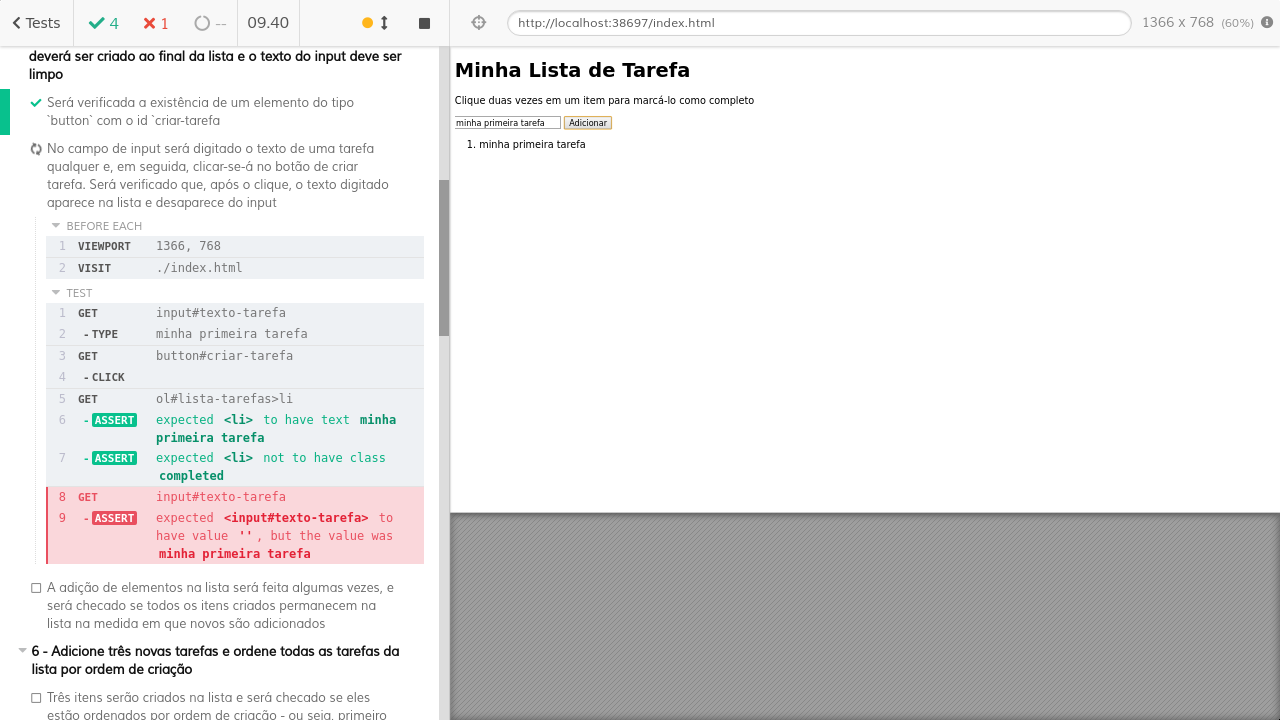 Tests 4 1 -- 09.40
http://localhost:38697/index.html 1366 x 768 (60%)
deverá ser criado ao final da lista e o texto do input deve ser
limpo
Será verificada a existência de um elemento do tipo
`button` com o id `criar-tarefa
No campo de input será digitado o texto de uma tarefa
qualquer e, em seguida, clicar-se-á no botão de criar
tarefa. Será verificado que, após o clique, o texto digitado
aparece na lista e desaparece do input
BEFORE EACH
1 VIEWPORT 1366, 768
2 VISIT ./index.html
TEST
1 GET input#texto-tarefa
2 -TYPE minha primeira tarefa
3 GET button#criar-tarefa
4 -CLICK
5 GET ol#lista-tarefas>li
6 -ASSERT expected <li> to have text minha
primeira tarefa
7 -ASSERT expected <li> not to have class
completed
8 GET input#texto-tarefa
9 -ASSERT expected <input#texto-tarefa> to
have value '', but the value was
minha primeira tarefa
A adição de elementos na lista será feita algumas vezes, e
será checado se todos os itens criados permanecem na
lista na medida em que novos são adicionados
6 - Adicione três novas tarefas e ordene todas as tarefas da
lista por ordem de criação
Três itens serão criados na lista e será checado se eles
estão ordenados por ordem de criação - ou seja, primeiro
Minha Lista de Tarefa
Clique duas vezes em um item para marcá-lo como completo
minha primeira tarefa Adicionar
1. minha primeira tarefa